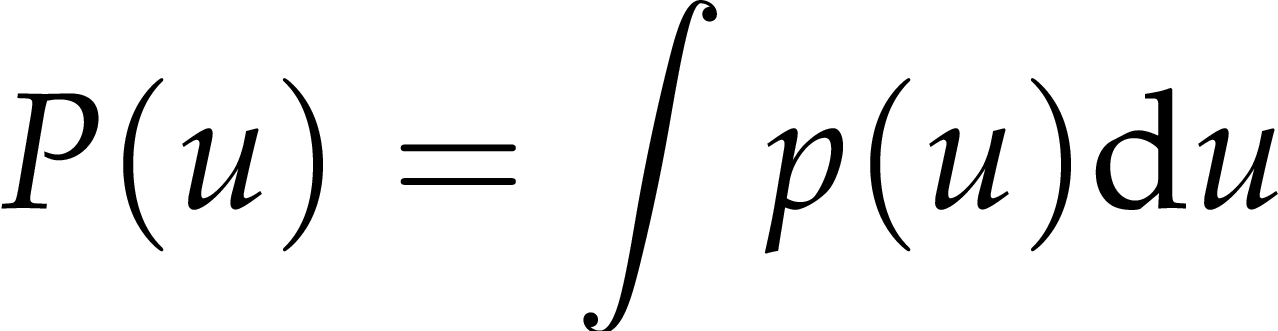 P(u) = ∫ p(u)du